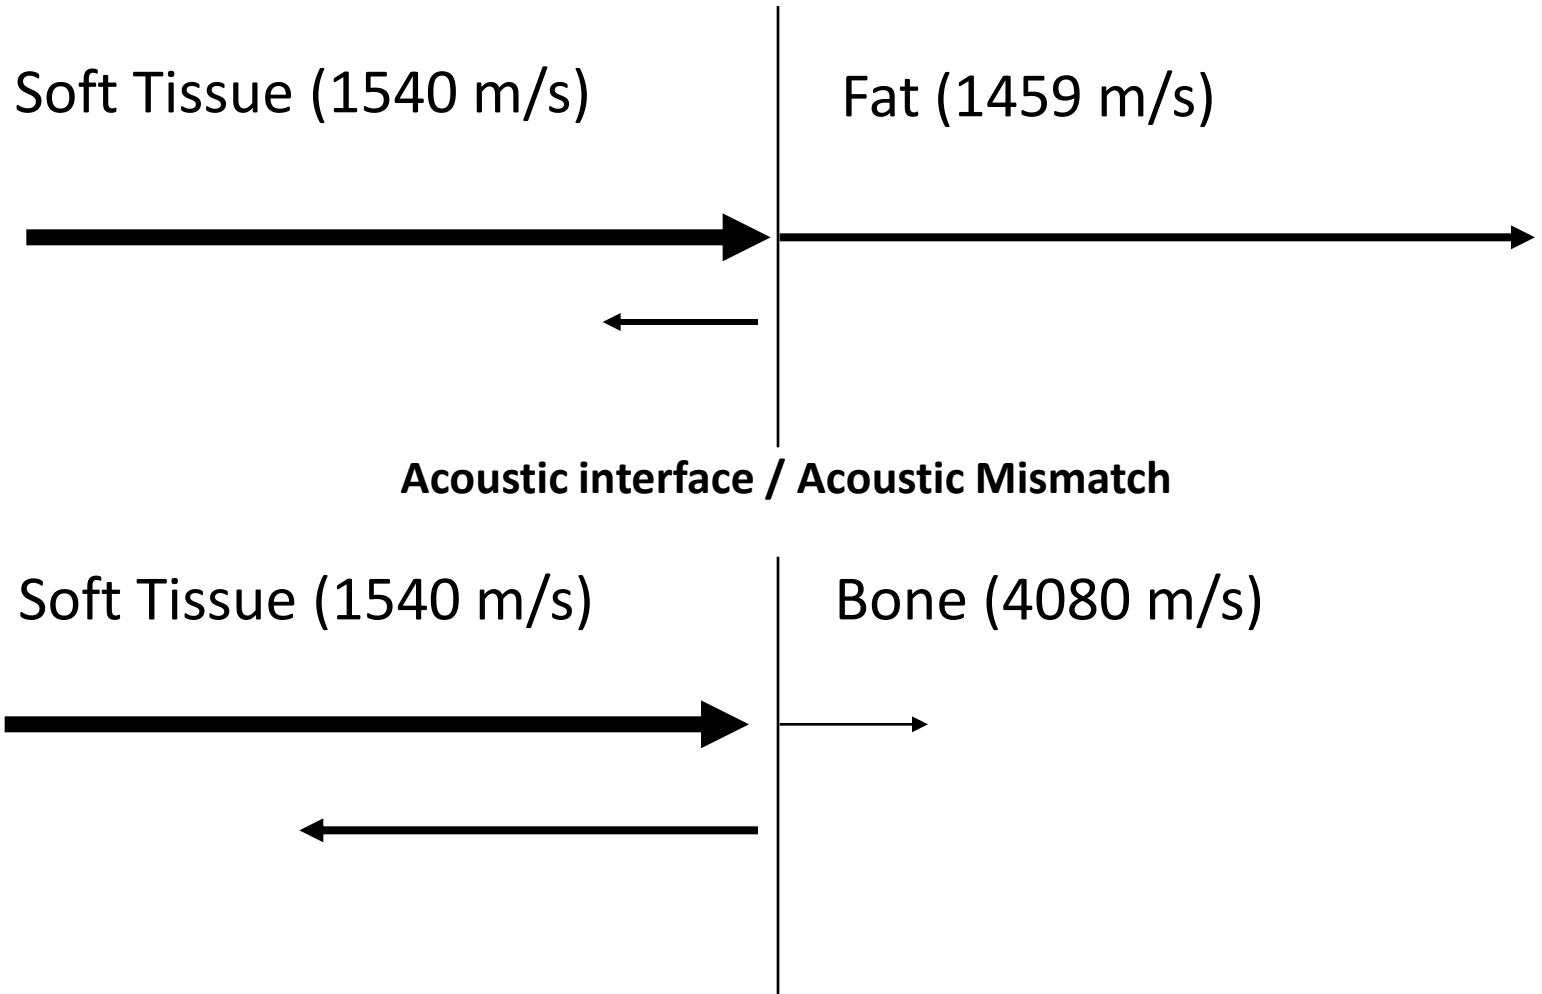 Soft Tissue (1540 m/s)
Fat (1459 m/s)
Acoustic interface / Acoustic Mismatch
Soft Tissue (1540 m/s)
Bone (4080 m/s)